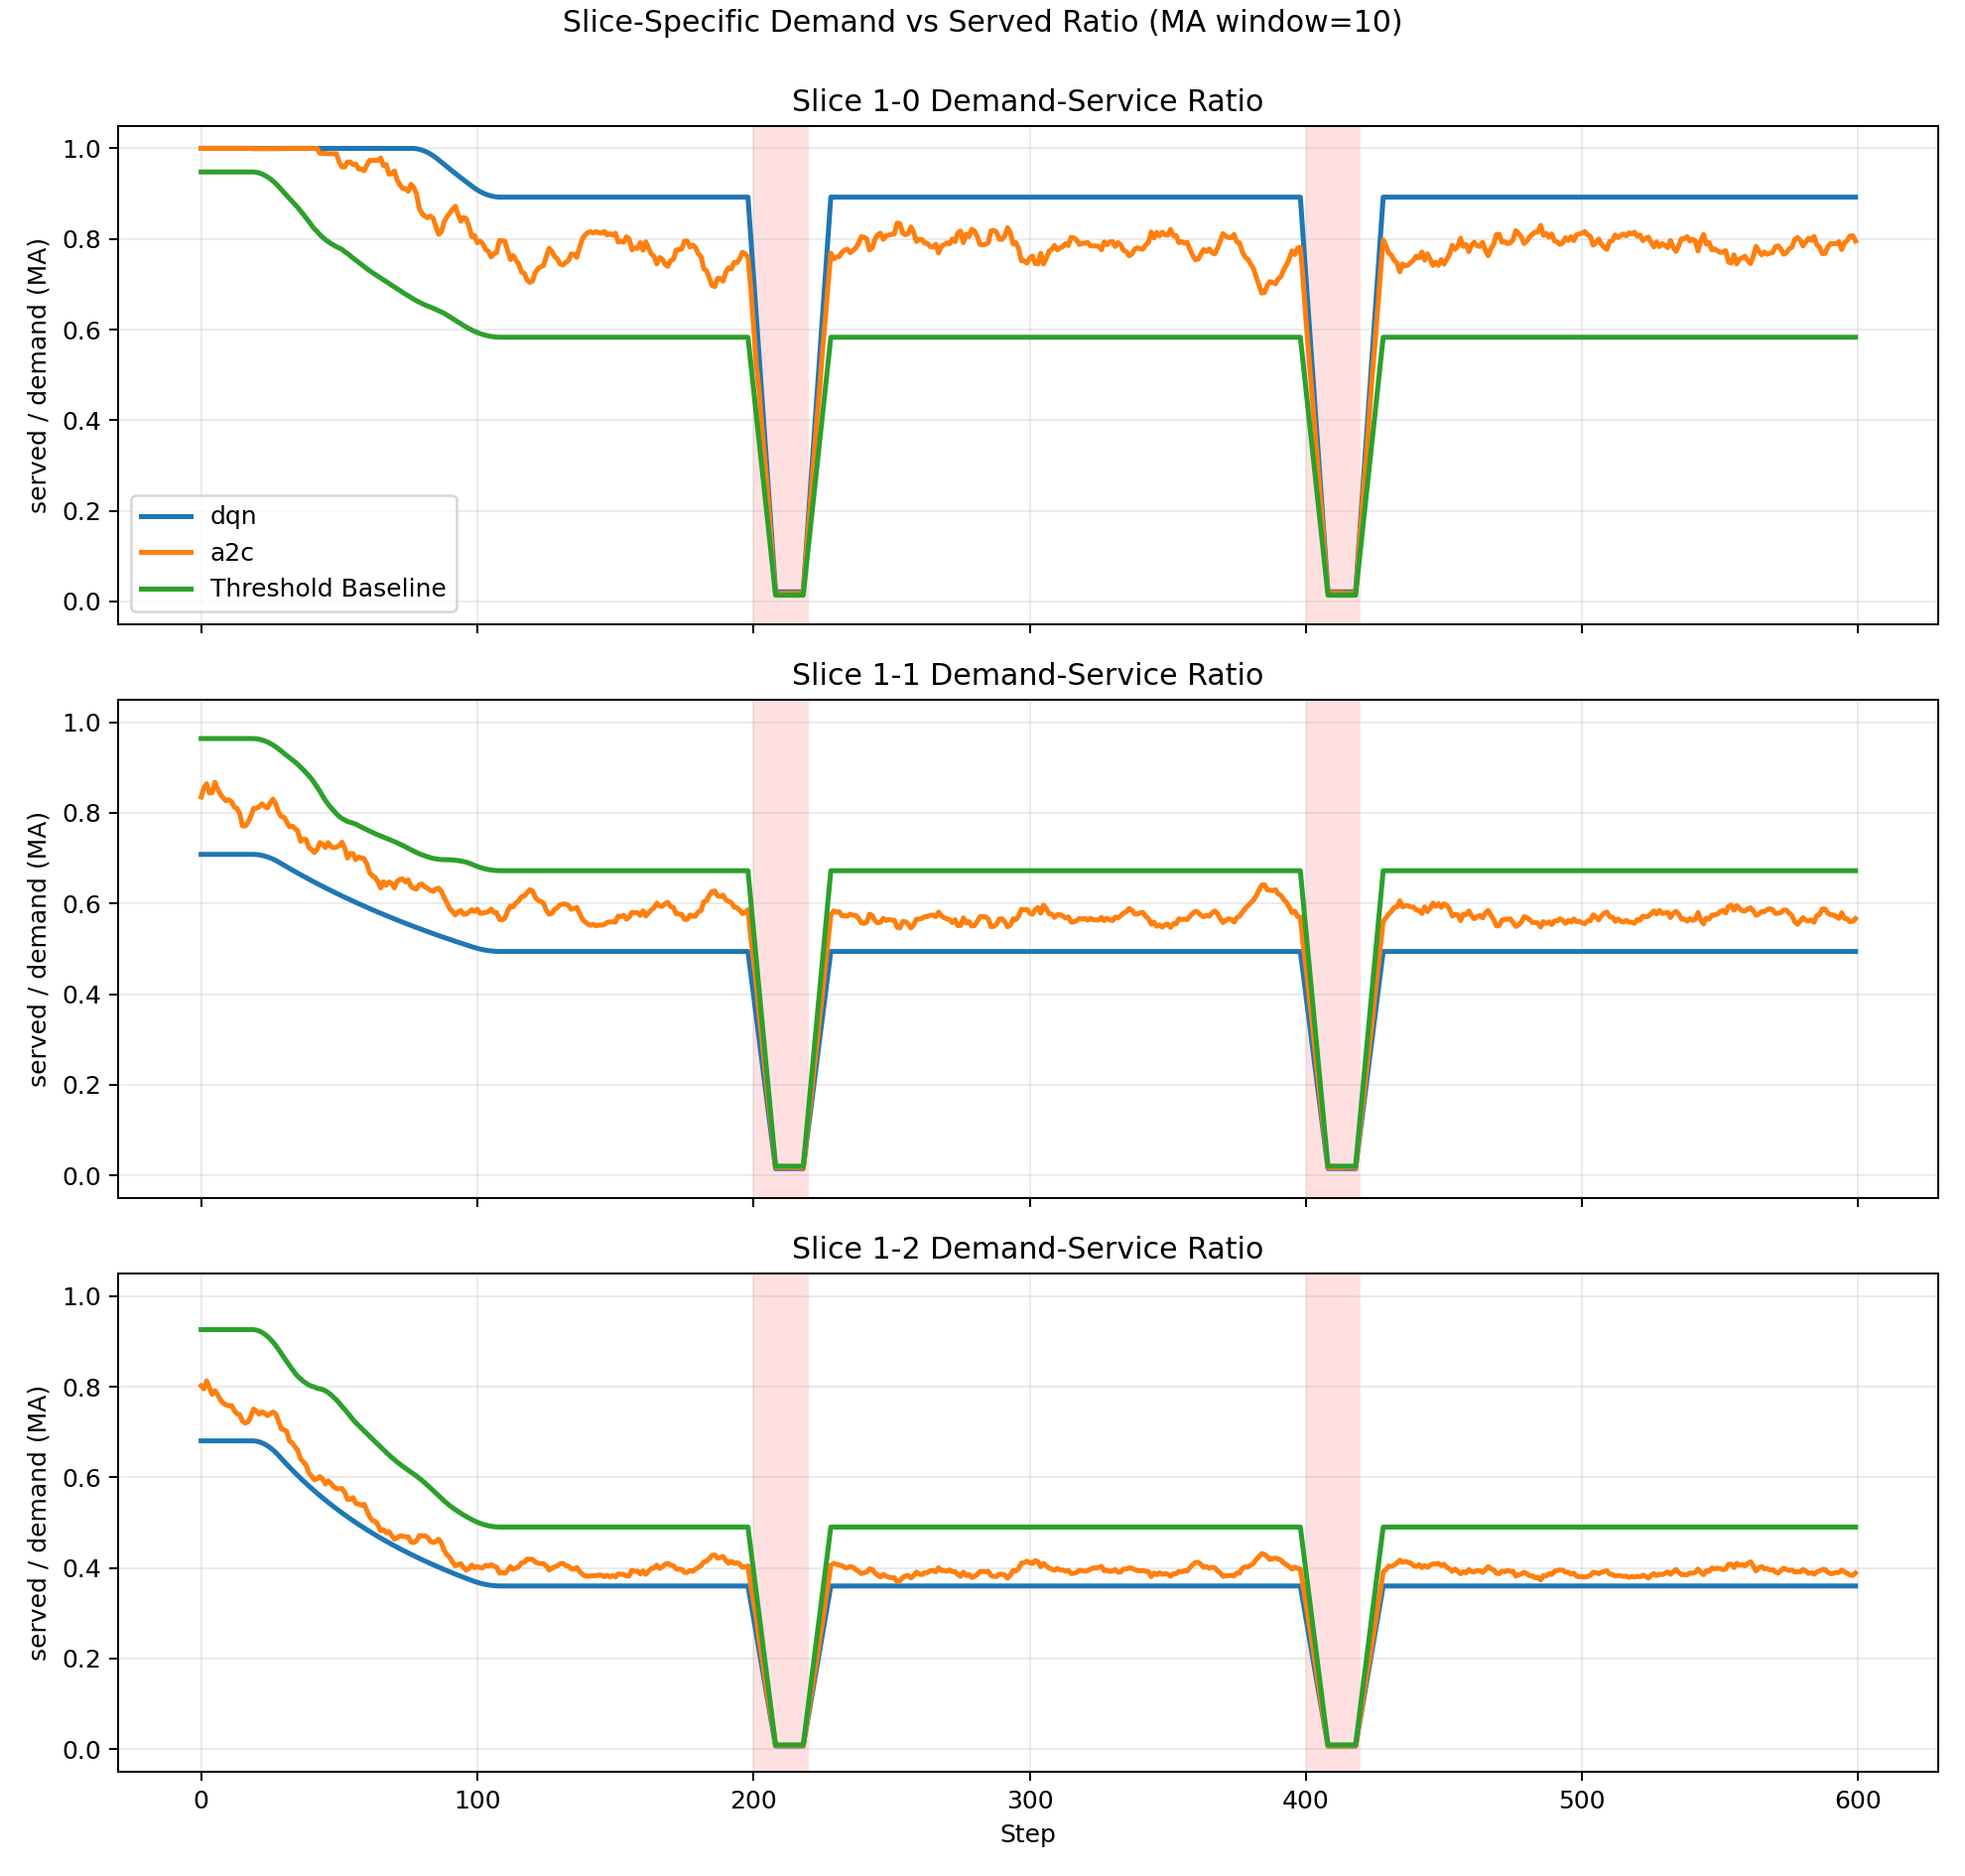 Slice-Specific Demand vs Served Ratio (MA window=10)
Slice 1-0 Demand-Service Ratio
served / demand (MA)
1.0
0.8
0.6
0.4
0.2
0.0
dqn
a2c
Threshold Baseline
Slice 1-1 Demand-Service Ratio
served / demand (MA)
1.0
0.8
0.6
0.4
0.2
0.0
Slice 1-2 Demand-Service Ratio
served / demand (MA)
1.0
0.8
0.6
0.4
0.2
0.0
0 100 200 300 400 500 600
Step